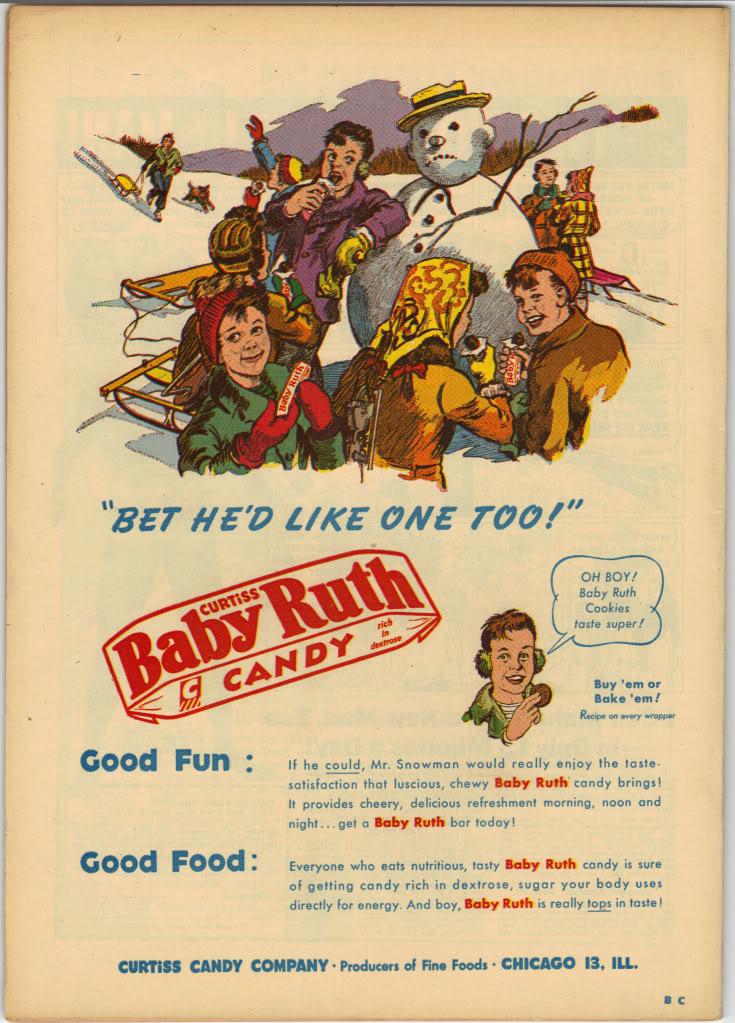 Baby Ruth
Baby R
"BET HE'D LIKE ONE TOO!"
CURTISS
Baby Ruth
CANDY
rich
in
dextrose
C
OH BOY!
Baby Ruth
Cookies
taste super!
Buy 'em or
Bake 'em!
Recipe on every wrapper
Good Fun :
If he could, Mr. Snowman would really enjoy the taste-
satisfaction that luscious, chewy Baby Ruth candy brings!
It provides cheery, delicious refreshment morning, noon and
night...get a Baby Ruth bar today!
Good Food:
Everyone who eats nutritious, tasty Baby Ruth candy is sure
of getting candy rich in dextrose, sugar your body uses
directly for energy. And boy, Baby Ruth is really tops in taste!
CURTISS CANDY COMPANY · Producers of Fine Foods · CHICAGO 13, ILL.
B C